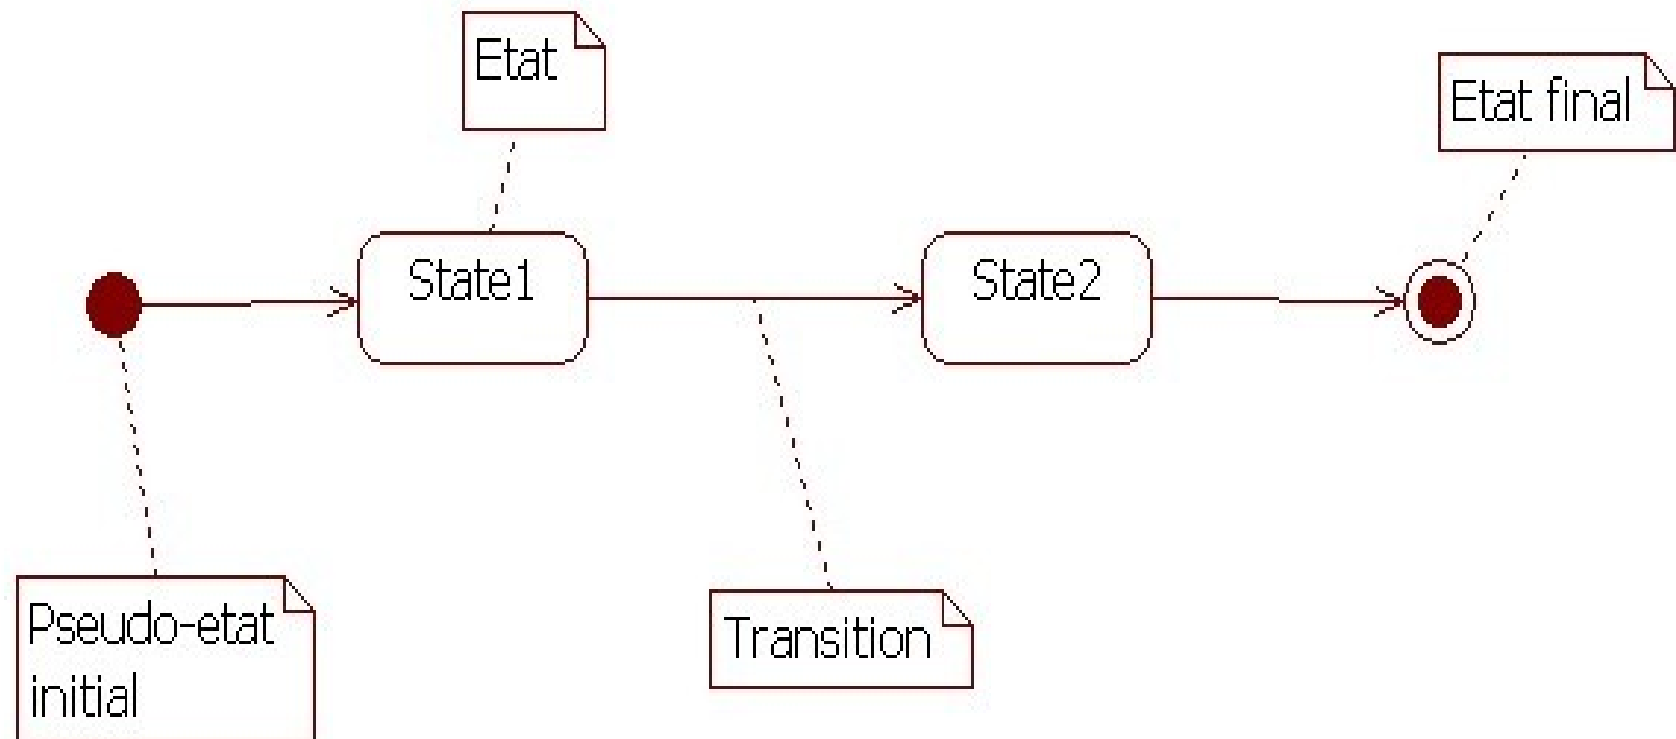 Etat
Etat final
State1
State2
Pseudo-etat
initial
Transition